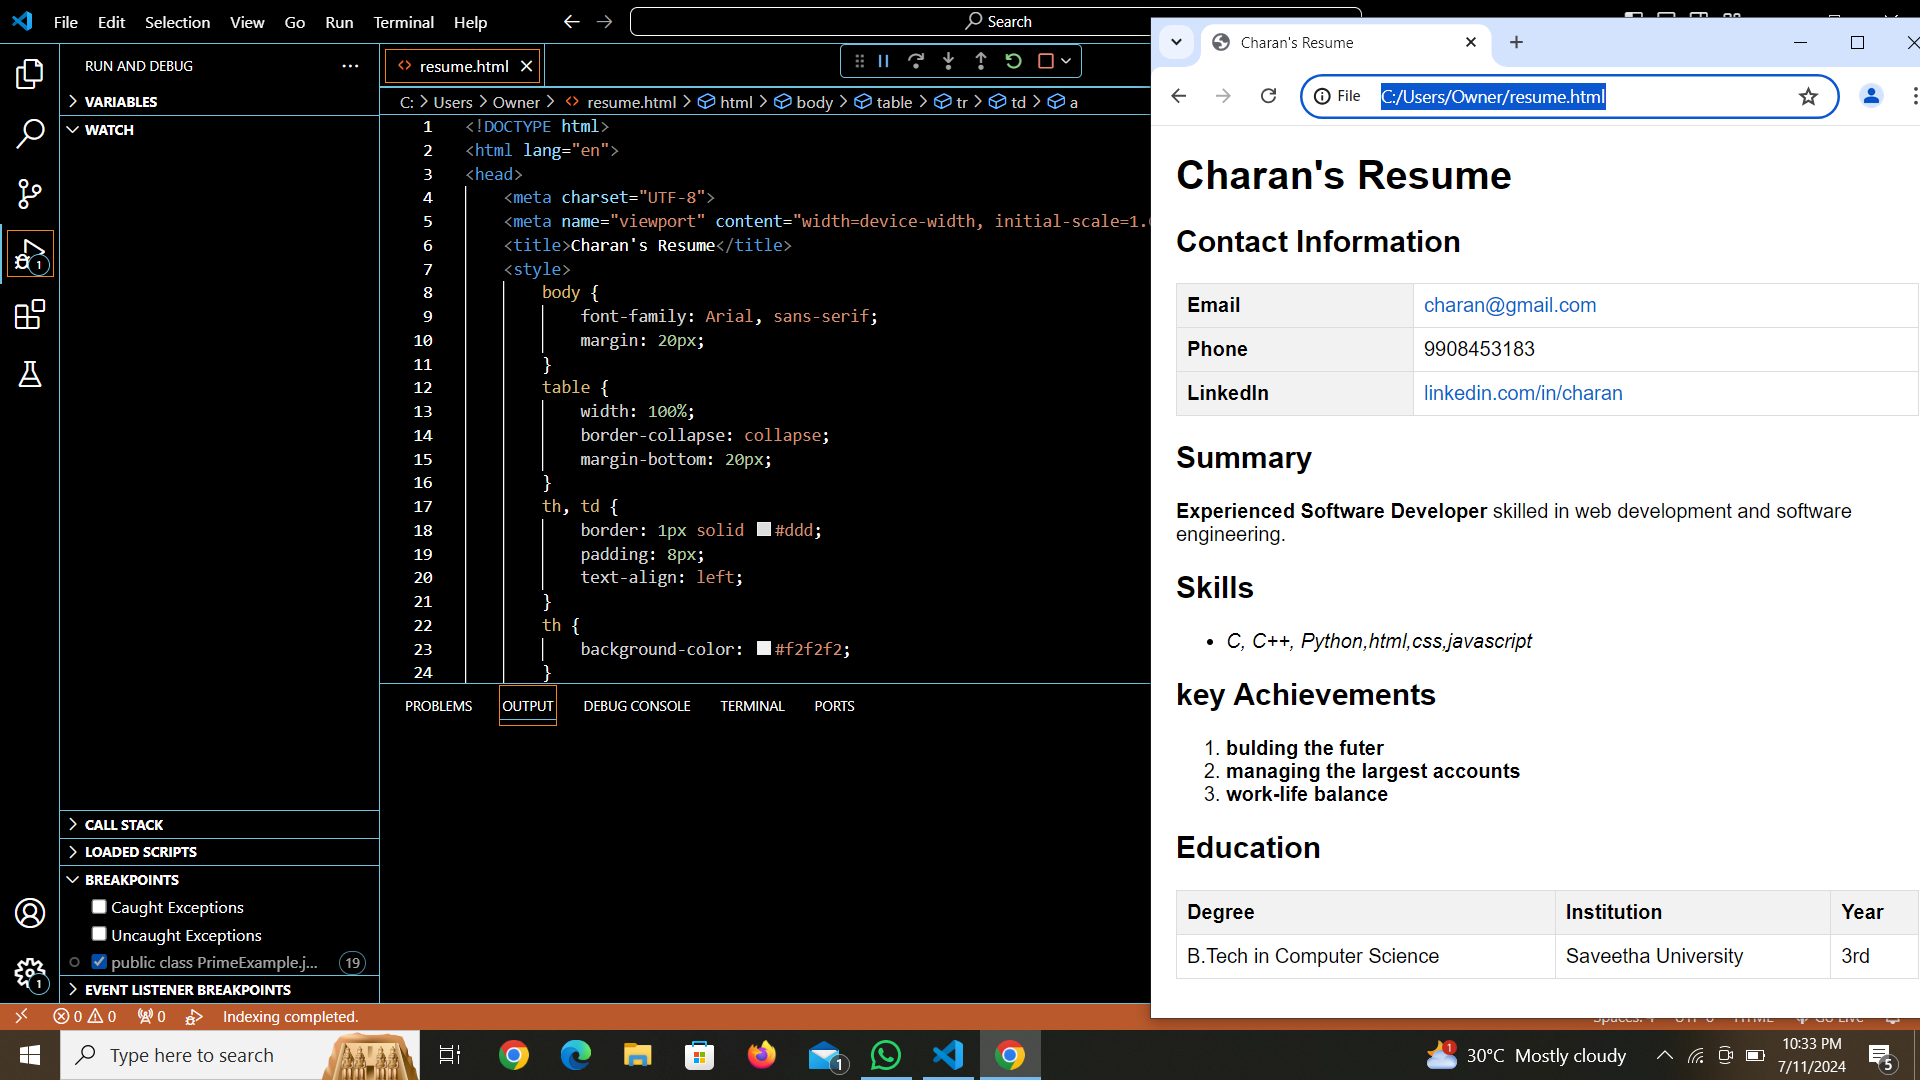 File Edit Selection View Go Run Terminal Help
Search
RUN AND DEBUG
VARIABLES
WATCH
CALL STACK
LOADED SCRIPTS
BREAKPOINTS
Caught Exceptions
Uncaught Exceptions
public class PrimeExample.j... 19
EVENT LISTENER BREAKPOINTS
1
1
resume.html
C: > Users > Owner > resume.html > html > body > table > tr > td > a
1 <!DOCTYPE html>
2 <html lang="en">
3 <head>
4 <meta charset="UTF-8">
5 <meta name="viewport" content="width=device-width, initial-scale=1.
6 <title>Charan's Resume</title>
7 <style>
8 body {
9 font-family: Arial, sans-serif;
10 margin: 20px;
11 }
12 table {
13 width: 100%;
14 border-collapse: collapse;
15 margin-bottom: 20px;
16 }
17 th, td {
18 border: 1px solid #ddd;
19 padding: 8px;
20 text-align: left;
21 }
22 th {
23 background-color: #f2f2f2;
24 }
PROBLEMS OUTPUT DEBUG CONSOLE TERMINAL PORTS
Charan's Resume
File C:/Users/Owner/resume.html
Charan's Resume
Contact Information
Email charan@gmail.com
Phone 9908453183
LinkedIn linkedin.com/in/charan
Summary
Experienced Software Developer skilled in web development and software
engineering.
Skills
• C, C++, Python,html,css,javascript
key Achievements
1. bulding the futer
2. managing the largest accounts
3. work-life balance
Education
Degree Institution Year
B.Tech in Computer Science Saveetha University 3rd
0 0 0 Indexing completed.
Type here to search
1
1 30°C Mostly cloudy
10:33 PM
7/11/2024
5